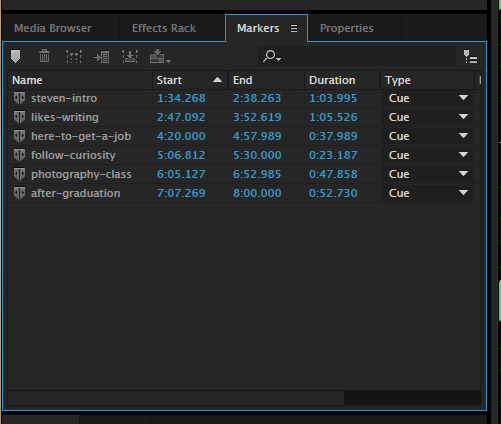 Media Browser Effects Rack Markers Properties
Name Start End Duration Type
steven-intro 1:34.268 2:38.263 1:03.995 Cue
likes-writing 2:47.092 3:52.619 1:05.526 Cue
here-to-get-a-job 4:20.000 4:57.989 0:37.989 Cue
follow-curiosity 5:06.812 5:30.000 0:23.187 Cue
photography-class 6:05.127 6:52.985 0:47.858 Cue
after-graduation 7:07.269 8:00.000 0:52.730 Cue